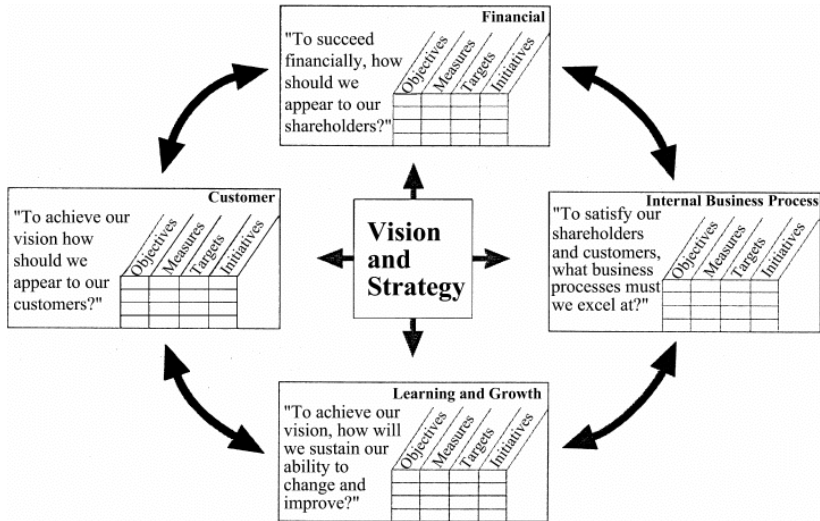 Financial
"To succeed
financially, how
should we
appear to our
shareholders?"
Objectives
Measures
Targets
Initiatives
Customer
"To achieve our
vision how
should we
appear to our
customers?"
Objectives
Measures
Targets
Initiatives
Vision
and
Strategy
Internal Business Process
"To satisfy our
shareholders
and customers,
what business
processes must
we excel at?"
Objectives
Measures
Targets
Initiatives
Learning and Growth
"To achieve our
vision, how will
we sustain our
ability to
change and
improve?"
Objectives
Measures
Targets
Initiatives